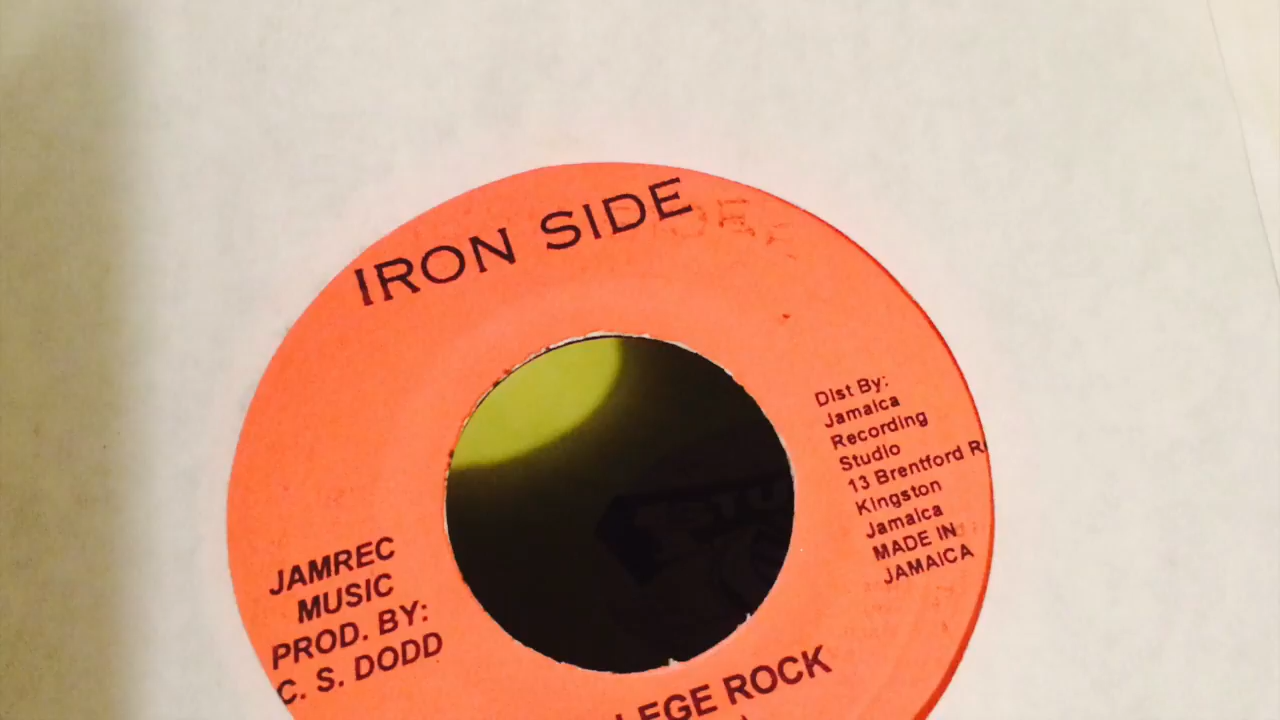 IRON SIDE
Dist By:
Jamaica
Recording
Studio
13 Brentford R
Kingston
Jamaica
MADE IN
JAMAICA
JAMREC
MUSIC
PROD. BY:
C. S. DODD
LEGE ROCK